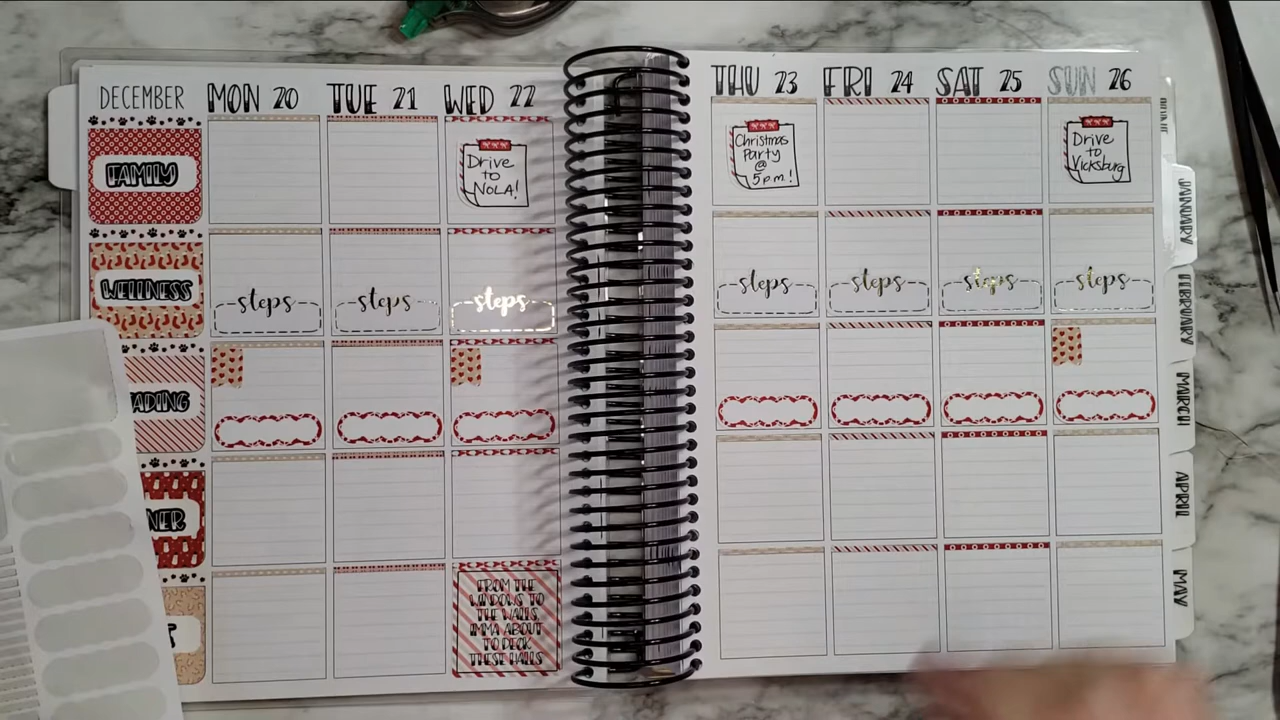 DECEMBER MON 20 TUE 21 WED 22 THU 23 FRI 24 SAT 25 SUN 26
FAMILY
Drive
to
NOLA!
Christmas
Party
@
5p.m.!
Drive
to
Vicksburg
WELLNESS
steps steps steps steps steps steps steps
ADING
NER
FROM THE
WINDOWS TO
THE WALLS,
IMMA ABOUT
TO DECK
THESE HALLS
JANUARY
FEBRUARY
MARCH
APRIL
MAY